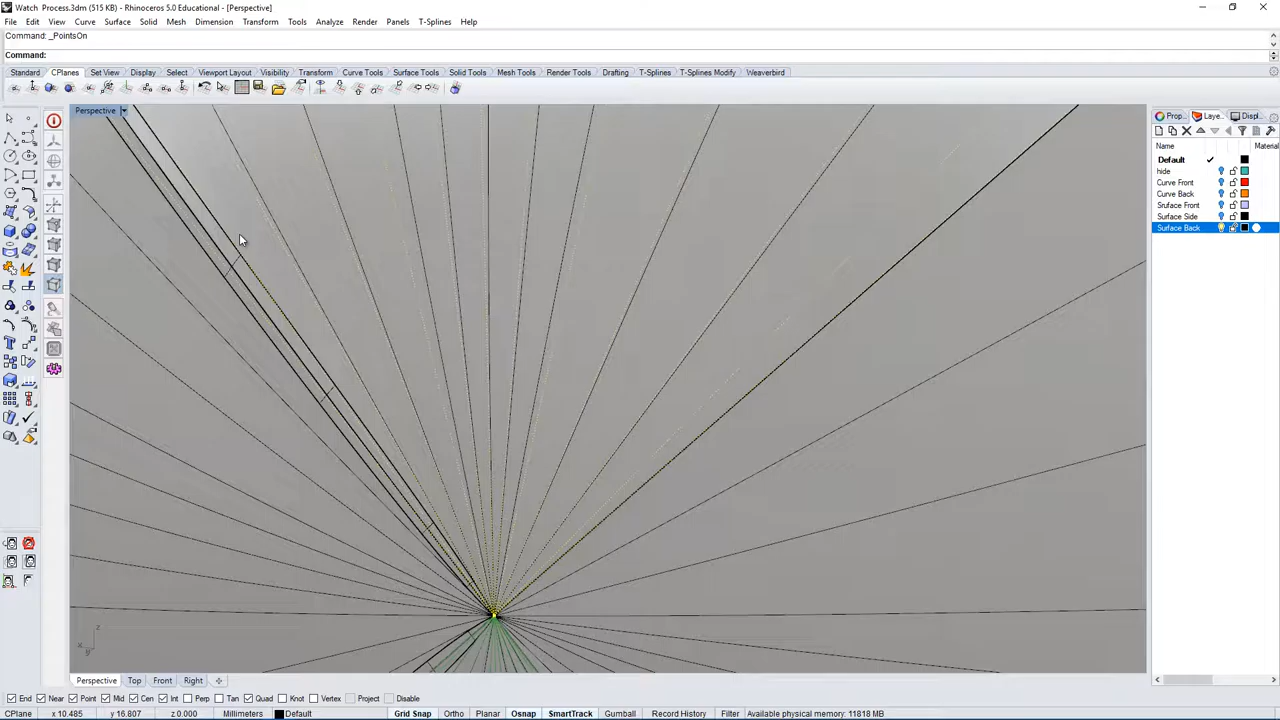 Watch_Process.3dm (515 KB) - Rhinoceros 5.0 Educational - [Perspective]
File Edit View Curve Surface Solid Mesh Dimension Transform Tools Analyze Render Panels T-Splines Help
Command: _PointsOn
Command:
Standard CPlanes Set View Display Select Viewport Layout Visibility Transform Curve Tools Surface Tools Solid Tools Mesh Tools Render Tools Drafting T-Splines T-Splines Modify Weaverbird
Perspective
Prop... Laye... Displ...
Name Material
Default
hide
Curve Front
Curve Back
Sruface Front
Surface Side
Surface Back
z
x
y
Perspective Top Front Right
End Near Point Mid Cen Int Perp Tan Quad Knot Vertex Project Disable
CPlane x 10.485 y 16.807 z 0.000 Millimeters Default Grid Snap Ortho Planar Osnap SmartTrack Gumball Record History Filter Available physical memory: 11818 MB